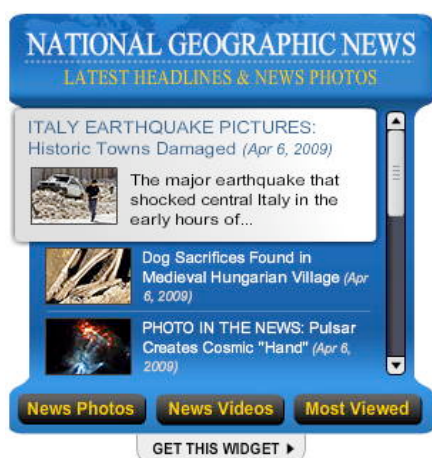 NATIONAL GEOGRAPHIC NEWS
LATEST HEADLINES & NEWS PHOTOS
ITALY EARTHQUAKE PICTURES:
Historic Towns Damaged (Apr 6, 2009)
The major earthquake that
shocked central Italy in the
early hours of...
Dog Sacrifices Found in
Medieval Hungarian Village (Apr
6, 2009)
PHOTO IN THE NEWS: Pulsar
Creates Cosmic "Hand" (Apr 6,
2009)
News Photos
News Videos
Most Viewed
GET THIS WIDGET